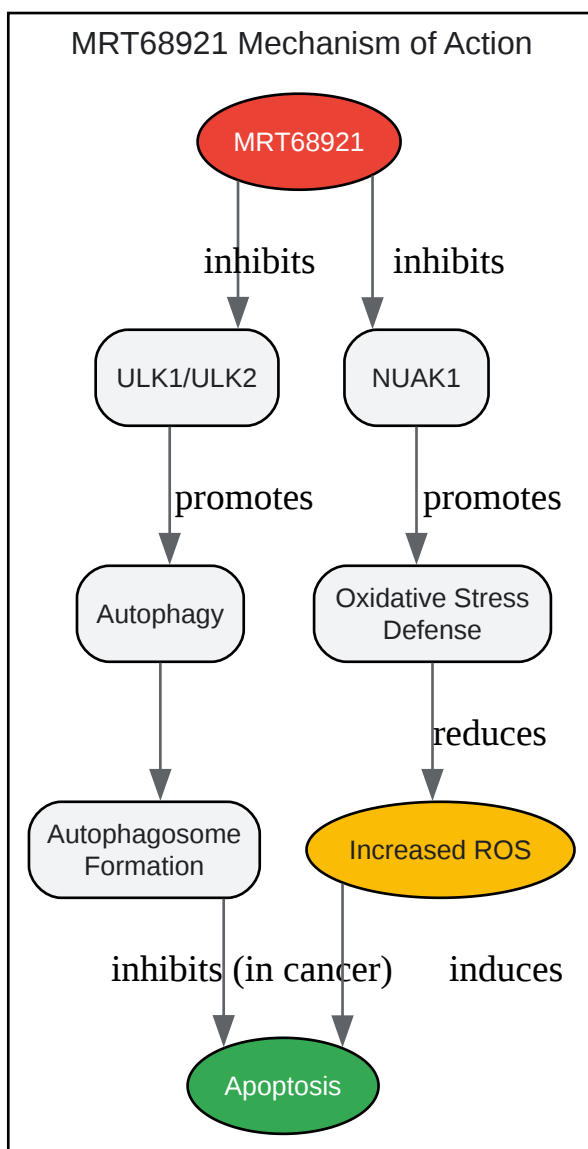 MRT68921 Mechanism of Action
MRT68921
inhibits
inhibits
ULK1/ULK2
NUAK1
promotes
promotes
Autophagy
Oxidative Stress
Defense
reduces
Autophagosome
Formation
Increased ROS
inhibits (in cancer)
induces
Apoptosis